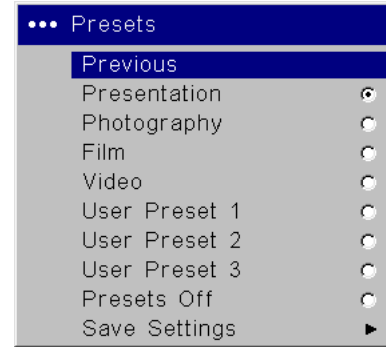 ••• Presets
Previous
Presentation
Photography
Film
Video
User Preset 1
User Preset 2
User Preset 3
Presets Off
Save Settings